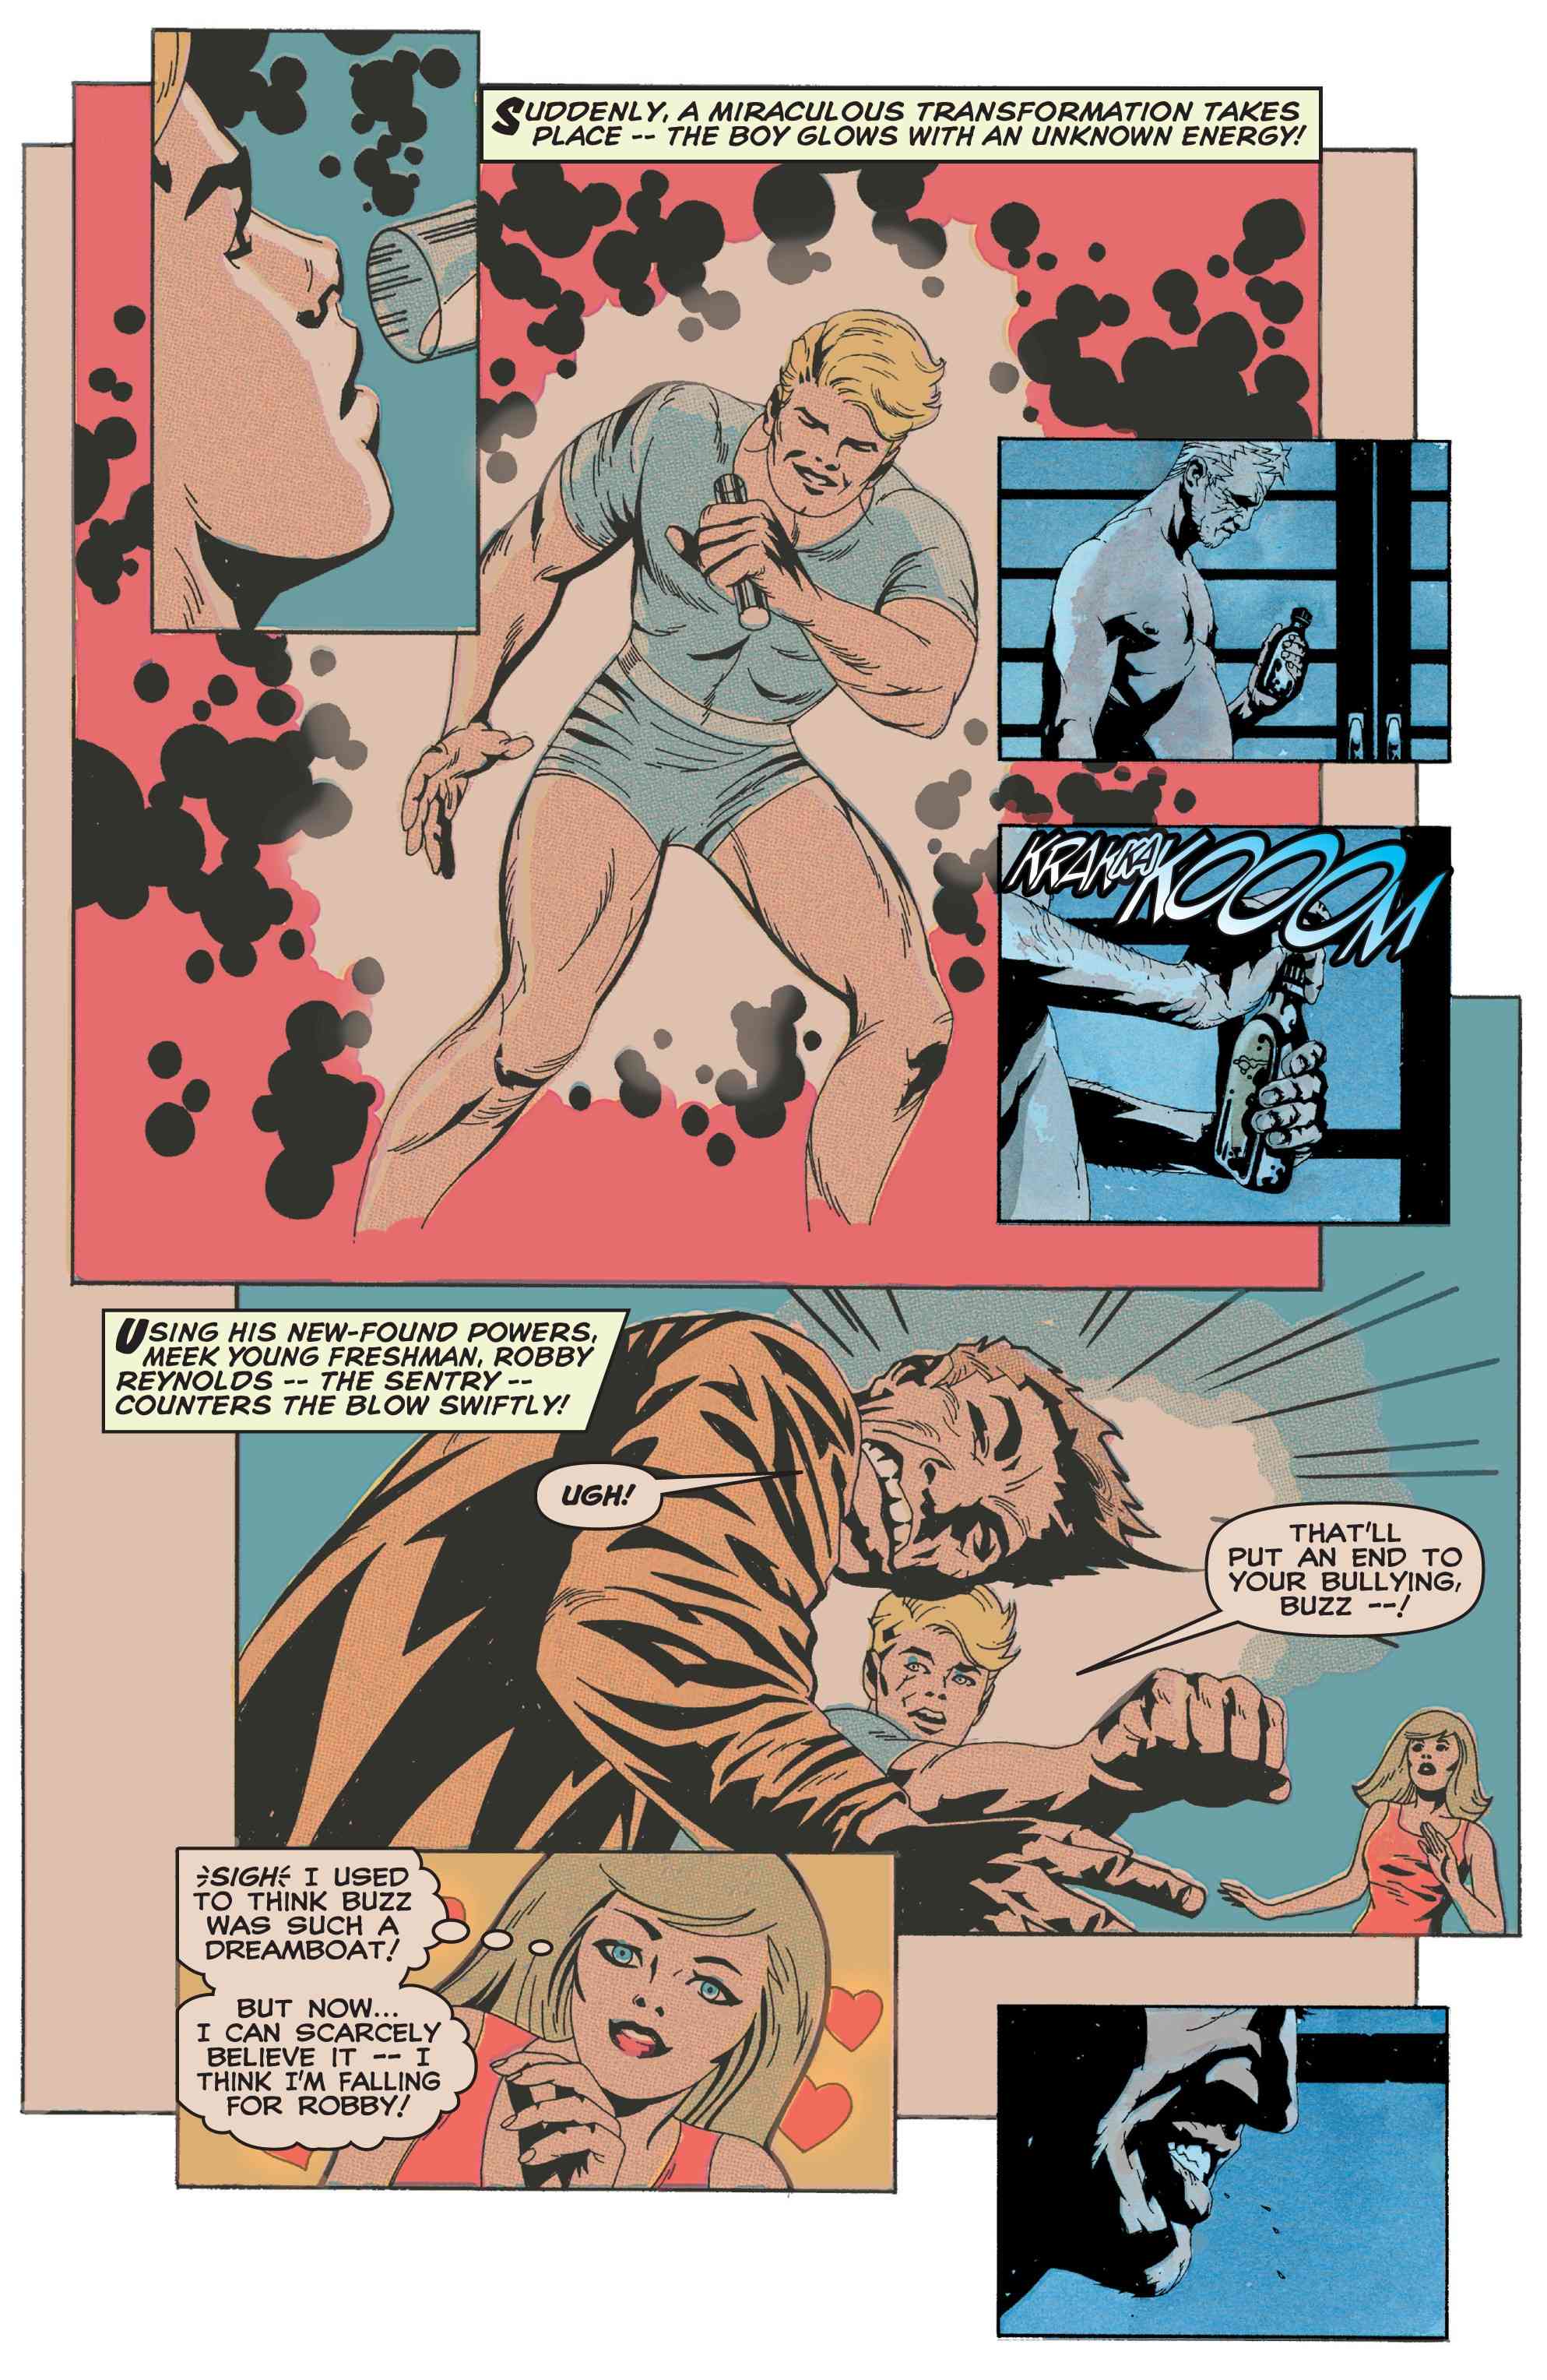 SUDDENLY, A MIRACULOUS TRANSFORMATION TAKES
PLACE -- THE BOY GLOWS WITH AN UNKNOWN ENERGY!
KRAKKAKOOOM
USING HIS NEW-FOUND POWERS,
MEEK YOUNG FRESHMAN, ROBBY
REYNOLDS -- THE SENTRY --
COUNTERS THE BLOW SWIFTLY!
UGH!
THAT'LL
PUT AN END TO
YOUR BULLYING,
BUZZ --!
SIGH I USED
TO THINK BUZZ
WAS SUCH A
DREAMBOAT!
BUT NOW...
I CAN SCARCELY
BELIEVE IT -- I
THINK I'M FALLING
FOR ROBBY!